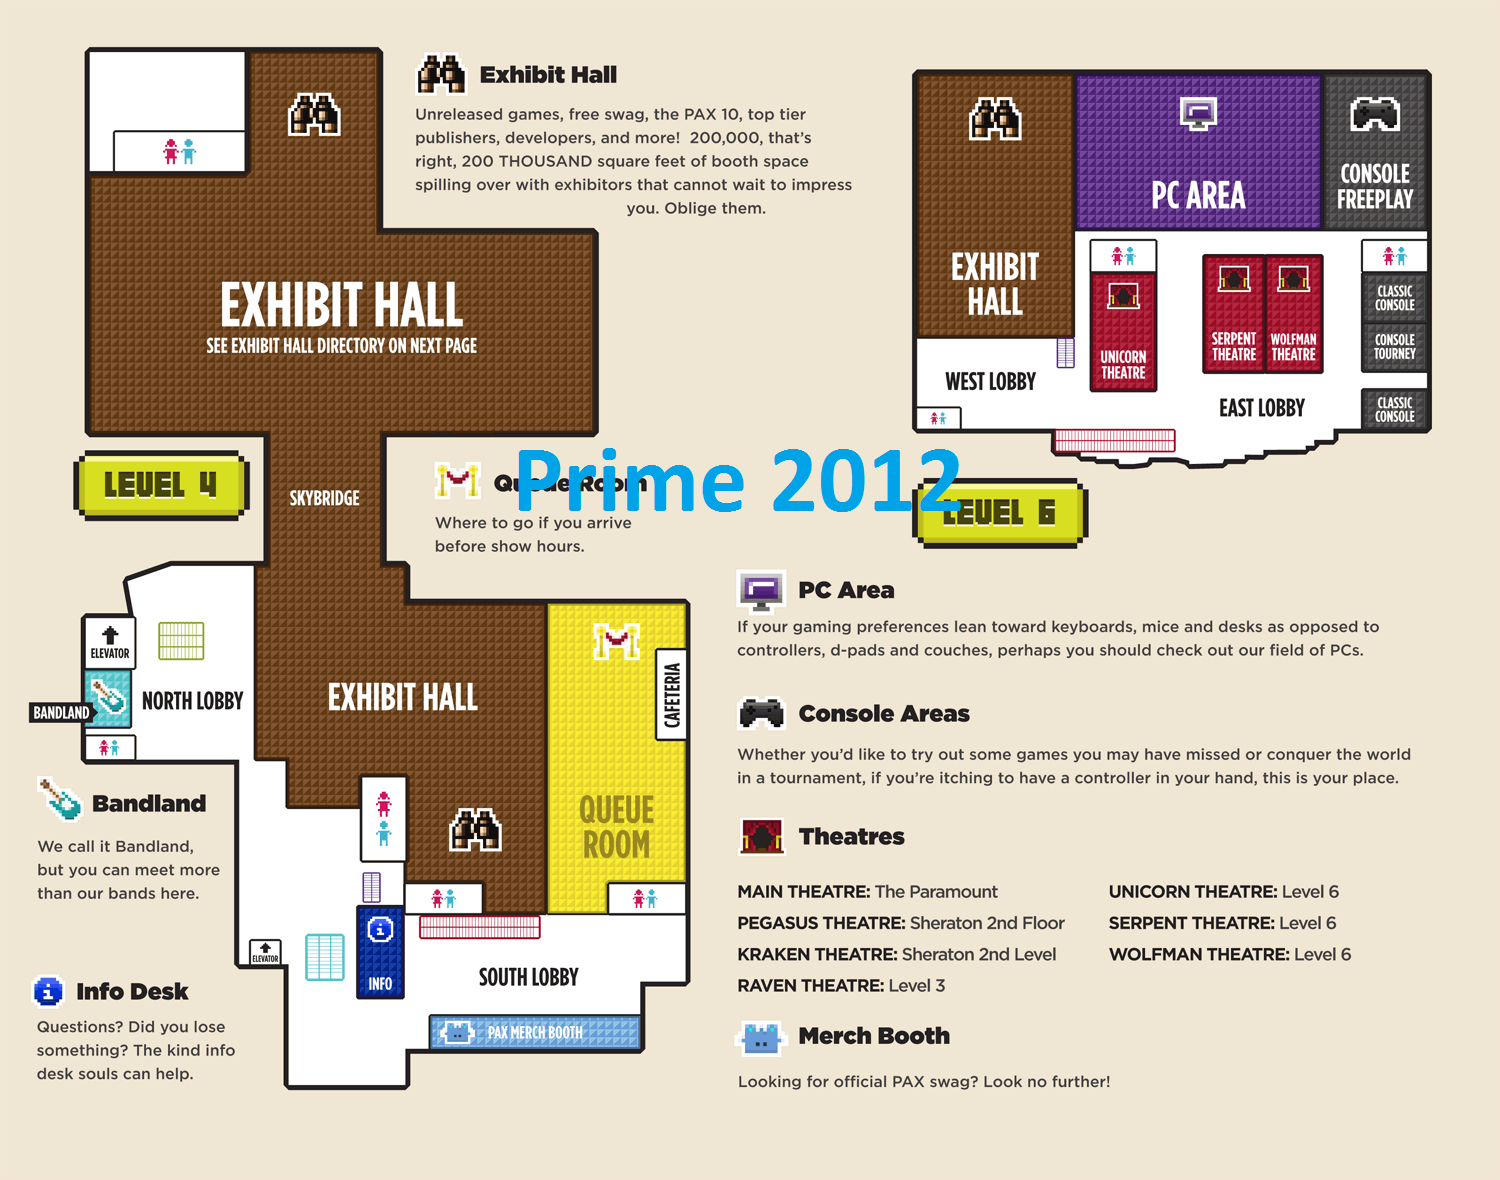 Exhibit Hall
Unreleased games, free swag, the PAX 10, top tier
publishers, developers, and more!  200,000, that's
right, 200 THOUSAND square feet of booth space
spilling over with exhibitors that cannot wait to impress
you. Oblige them.
EXHIBIT HALL
SEE EXHIBIT HALL DIRECTORY ON NEXT PAGE
LEVEL 4
SKYBRIDGE
Queue Room
Where to go if you arrive
before show hours.
Prime 2012
PC AREA
CONSOLE
FREEPLAY
EXHIBIT
HALL
UNICORN
THEATRE
SERPENT
THEATRE
WOLFMAN
THEATRE
CLASSIC
CONSOLE
CONSOLE
TOURNEY
CLASSIC
CONSOLE
WEST LOBBY
EAST LOBBY
LEVEL 6
ELEVATOR
BANDLAND
NORTH LOBBY
EXHIBIT HALL
CAFETERIA
QUEUE
ROOM
ELEVATOR
INFO
SOUTH LOBBY
PAX MERCH BOOTH
Bandland
We call it Bandland,
but you can meet more
than our bands here.
Info Desk
Questions? Did you lose
something? The kind info
desk souls can help.
PC Area
If your gaming preferences lean toward keyboards, mice and desks as opposed to
controllers, d-pads and couches, perhaps you should check out our field of PCs.
Console Areas
Whether you'd like to try out some games you may have missed or conquer the world
in a tournament, if you're itching to have a controller in your hand, this is your place.
Theatres
MAIN THEATRE: The Paramount
PEGASUS THEATRE: Sheraton 2nd Floor
KRAKEN THEATRE: Sheraton 2nd Level
RAVEN THEATRE: Level 3
UNICORN THEATRE: Level 6
SERPENT THEATRE: Level 6
WOLFMAN THEATRE: Level 6
Merch Booth
Looking for official PAX swag? Look no further!